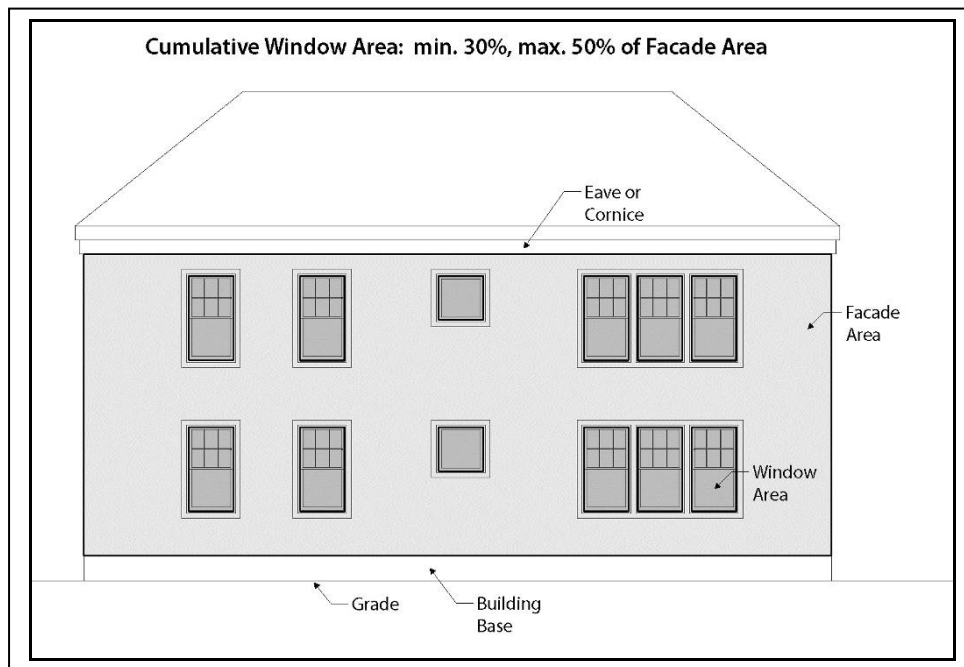 Cumulative Window Area: min. 30%, max. 50% of Facade Area
Eave or
Cornice
Facade
Area
Window
Area
Grade
Building
Base